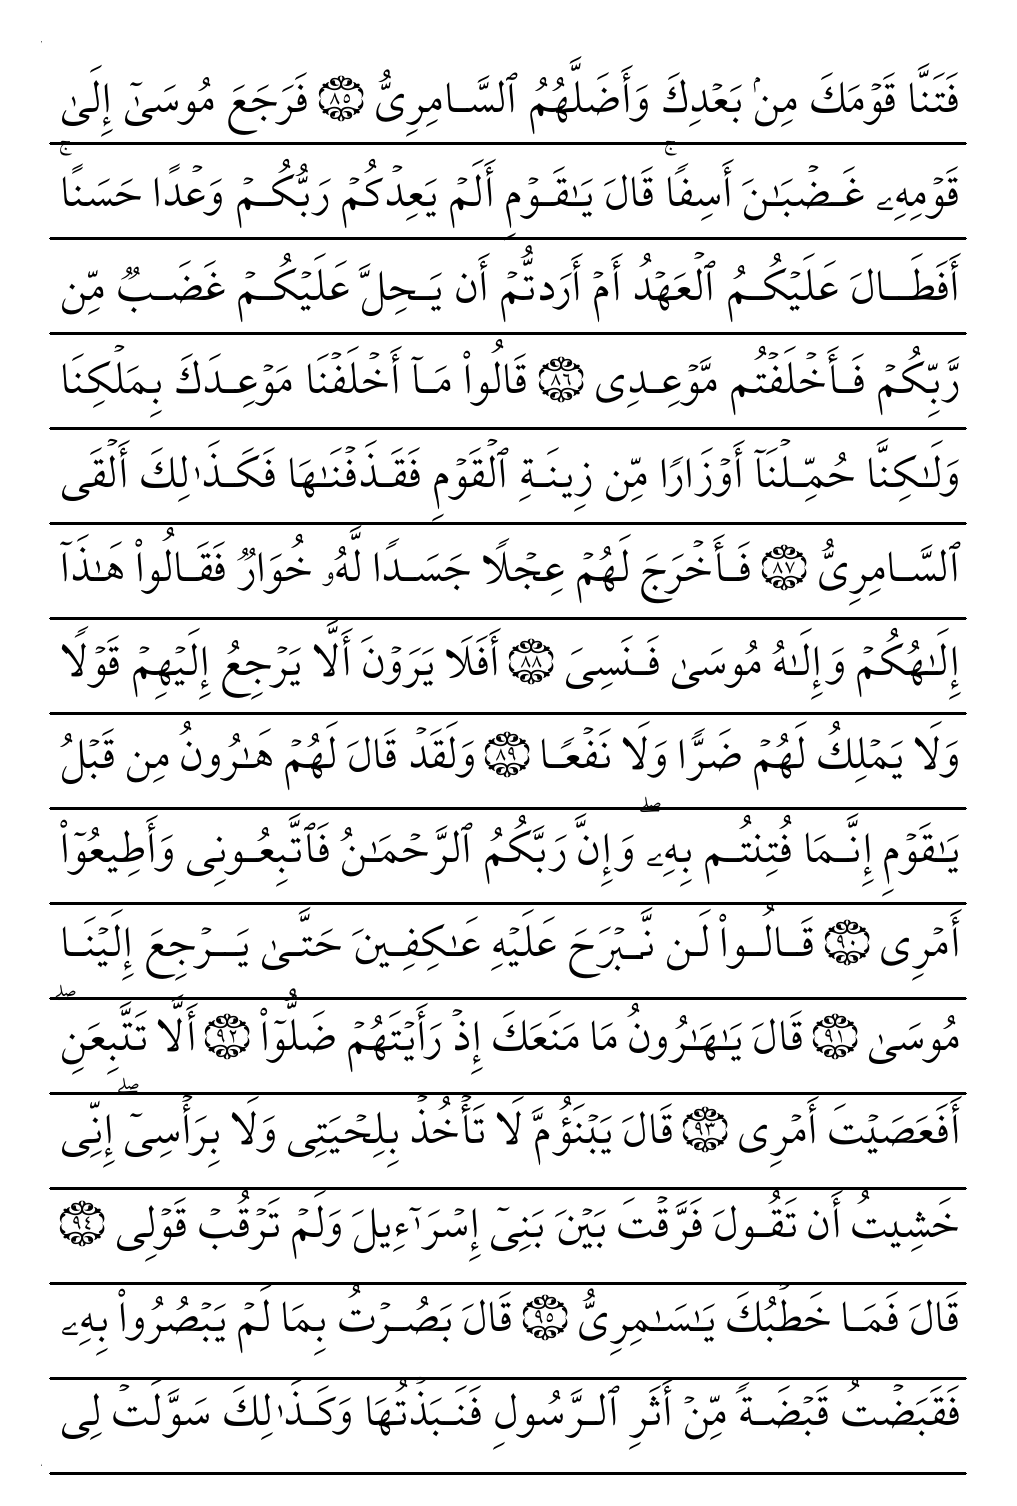 فَتَنَّا قَوۡمَكَ مِنۢ بَعۡدِكَ وَأَضَلَّهُمُ ٱلسَّامِرِىُّ ٨٥ فَرَجَعَ مُوسَىٰٓ إِلَىٰ
قَوۡمِهِۦ غَضۡبَٰنَ أَسِفًاۚ قَالَ يَٰقَوۡمِ أَلَمۡ يَعِدۡكُمۡ رَبُّكُمۡ وَعۡدًا حَسَنًاۚ
أَفَطَالَ عَلَيۡكُمُ ٱلۡعَهۡدُ أَمۡ أَرَدتُّمۡ أَن يَحِلَّ عَلَيۡكُمۡ غَضَبٌ مِّن
رَّبِّكُمۡ فَأَخۡلَفۡتُم مَّوۡعِدِى ٨٦ قَالُواْ مَآ أَخۡلَفۡنَا مَوۡعِدَكَ بِمَلۡكِنَا
وَلَٰكِنَّا حُمِّلۡنَآ أَوۡزَارًا مِّن زِينَةِ ٱلۡقَوۡمِ فَقَذَفۡنَٰهَا فَكَذَٰلِكَ أَلۡقَى
ٱلسَّامِرِىُّ ٨٧ فَأَخۡرَجَ لَهُمۡ عِجۡلًا جَسَدًا لَّهُۥ خُوَارٌ فَقَالُواْ هَٰذَآ
إِلَٰهُكُمۡ وَإِلَٰهُ مُوسَىٰ فَنَسِىَ ٨٨ أَفَلَا يَرَوۡنَ أَلَّا يَرۡجِعُ إِلَيۡهِمۡ قَوۡلًا
وَلَا يَمۡلِكُ لَهُمۡ ضَرًّا وَلَا نَفۡعًا ٨٩ وَلَقَدۡ قَالَ لَهُمۡ هَٰرُونُ مِن قَبۡلُ
يَٰقَوۡمِ إِنَّمَا فُتِنتُم بِهِۦۖ وَإِنَّ رَبَّكُمُ ٱلرَّحۡمَٰنُ فَٱتَّبِعُونِى وَأَطِيعُوٓاْ
أَمۡرِى ٩٠ قَالُواْ لَن نَّبۡرَحَ عَلَيۡهِ عَٰكِفِينَ حَتَّىٰ يَرۡجِعَ إِلَيۡنَا
مُوسَىٰ ٩١ قَالَ يَٰهَٰرُونُ مَا مَنَعَكَ إِذۡ رَأَيۡتَهُمۡ ضَلُّوٓاْ ٩٢ أَلَّا تَتَّبِعَنِۖ
أَفَعَصَيۡتَ أَمۡرِى ٩٣ قَالَ يَبۡنَؤُمَّ لَا تَأۡخُذۡ بِلِحۡيَتِى وَلَا بِرَأۡسِىٓۖ إِنِّى
خَشِيتُ أَن تَقُولَ فَرَّقۡتَ بَيۡنَ بَنِىٓ إِسۡرَٰٓءِيلَ وَلَمۡ تَرۡقُبۡ قَوۡلِى ٩٤
قَالَ فَمَا خَطۡبُكَ يَٰسَٰمِرِىُّ ٩٥ قَالَ بَصُرۡتُ بِمَا لَمۡ يَبۡصُرُواْ بِهِۦ
فَقَبَضۡتُ قَبۡضَةً مِّنۡ أَثَرِ ٱلرَّسُولِ فَنَبَذۡتُهَا وَكَذَٰلِكَ سَوَّلَتۡ لِى